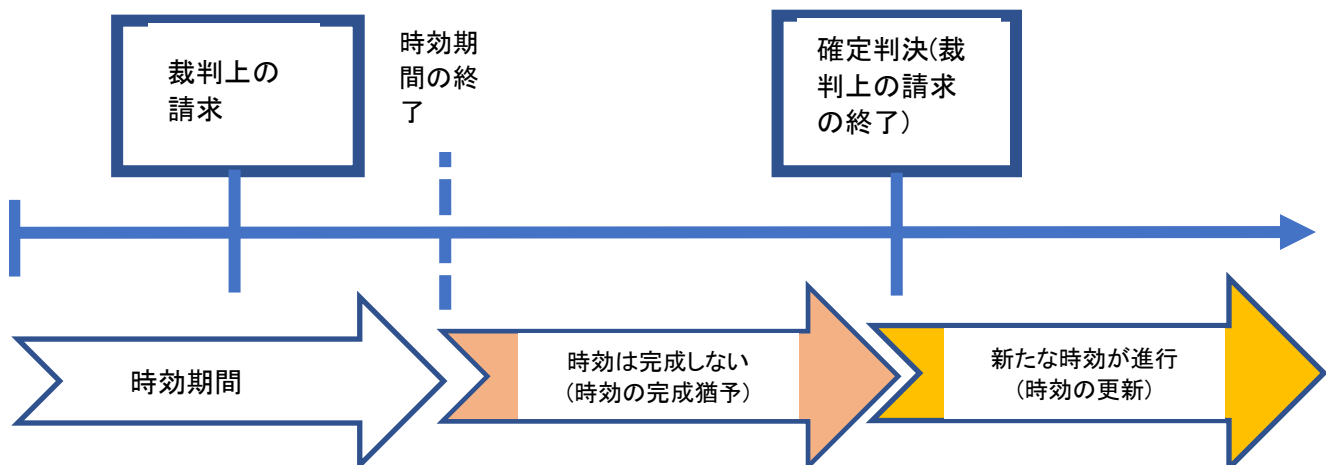 裁判上の
請求
時効期
間の終
了
確定判決(裁
判上の請求
の終了)
時効期間
時効は完成しない
(時効の完成猶予)
新たな時効が進行
(時効の更新)